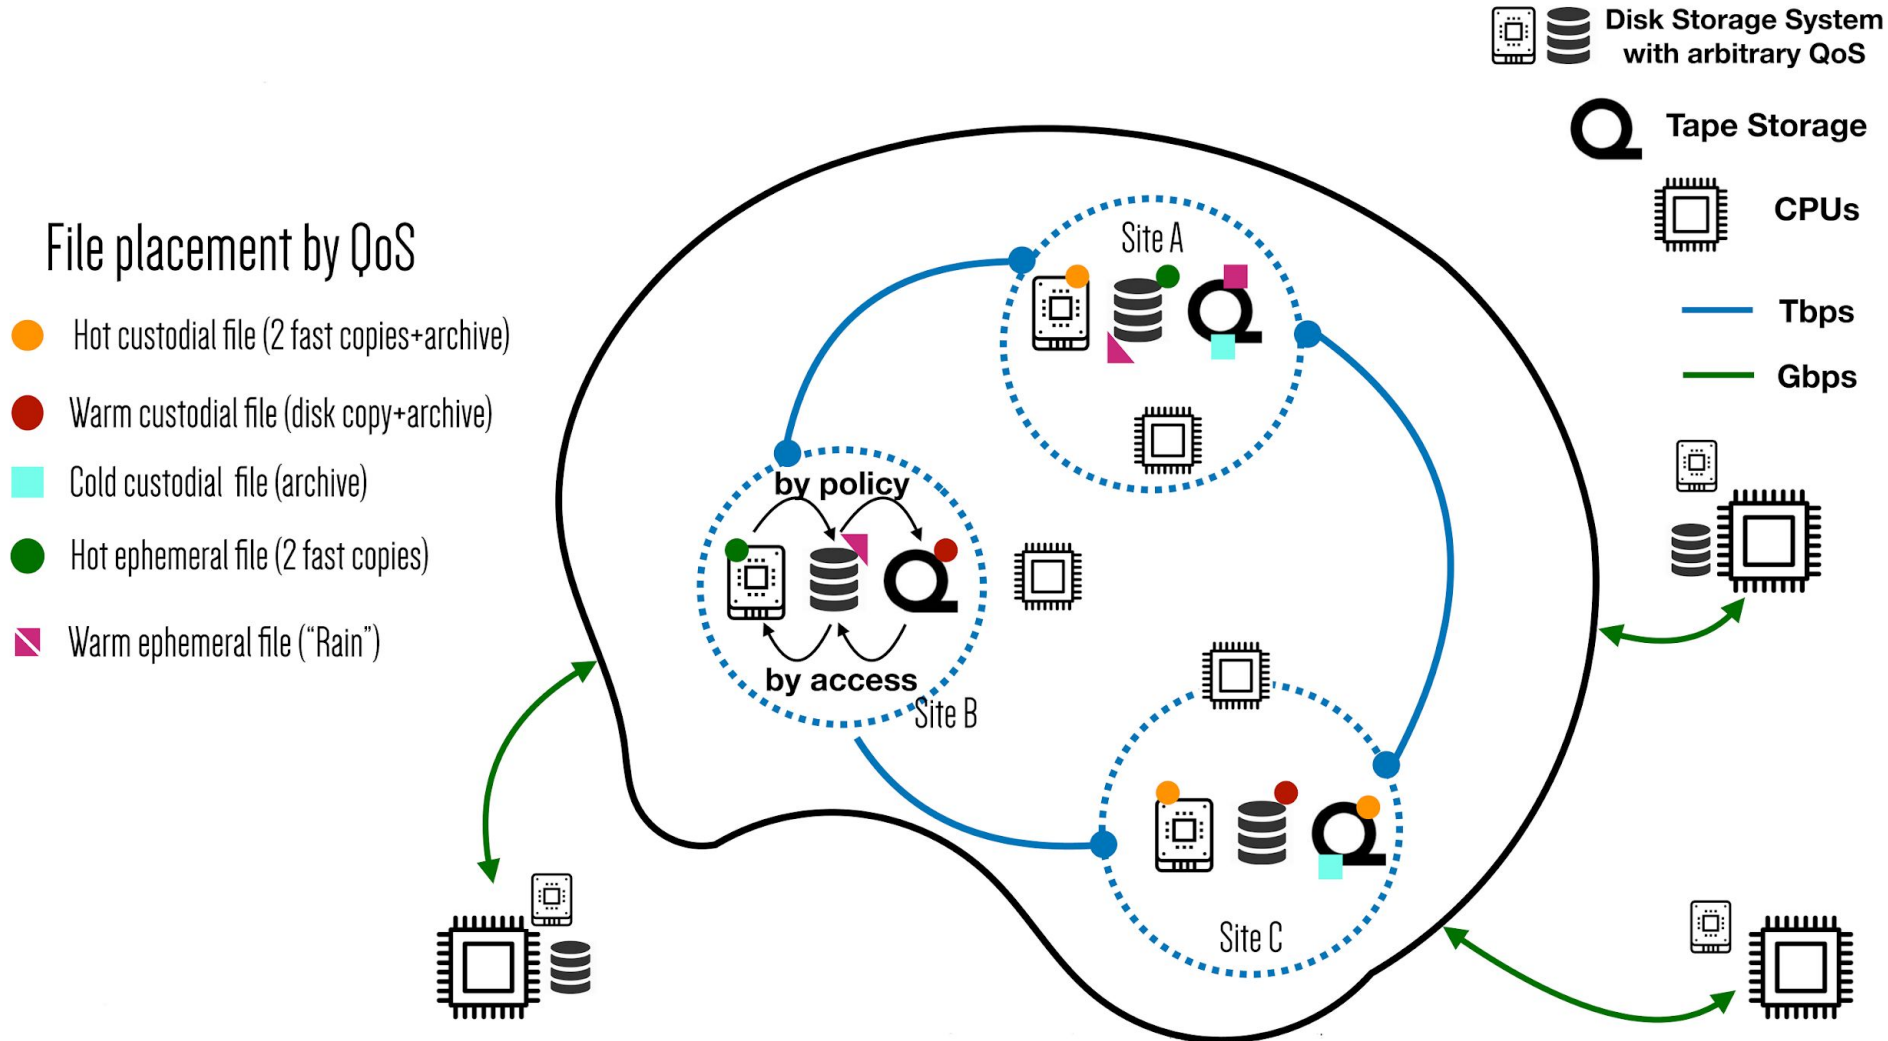 Disk Storage System
with arbitrary QoS
Tape Storage
CPUs
Tbps
Gbps
File placement by QoS
Hot custodial file (2 fast copies+archive)
Warm custodial file (disk copy+archive)
Cold custodial file (archive)
Hot ephemeral file (2 fast copies)
Warm ephemeral file (“Rain”)
Site A
by policy
by access
Site B
Site C